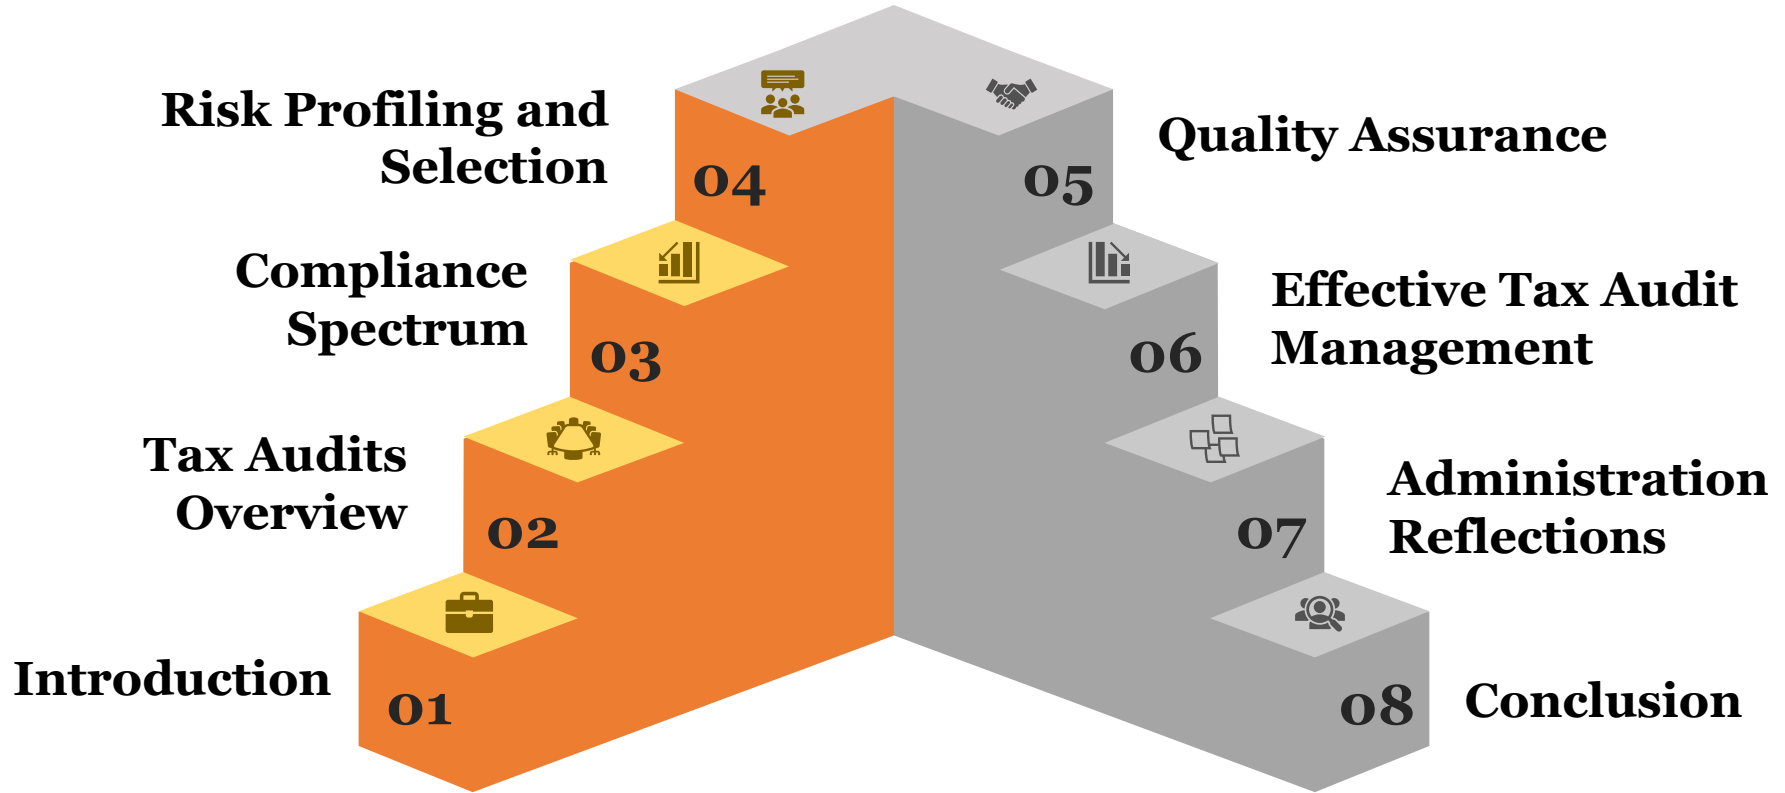 Risk Profiling and
Selection
04
Compliance
Spectrum
03
Tax Audits
Overview
02
Introduction
01
05
Quality Assurance
06
Effective Tax Audit
Management
07
Administration
Reflections
08
Conclusion